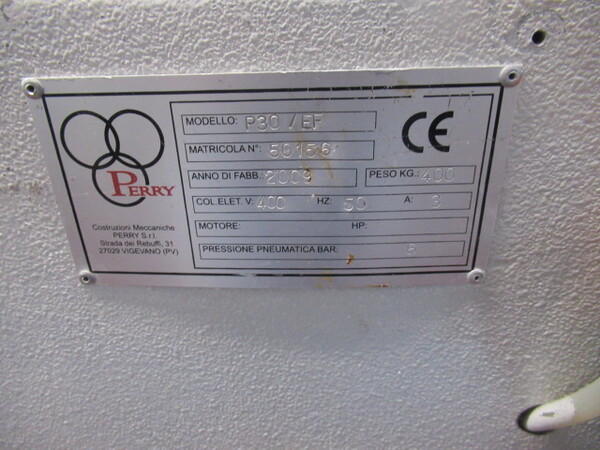 PERRY
Costruzioni Meccaniche
PERRY S.r.l.
Strada dei Rebuffi, 31
27029 VIGEVANO (PV)
MODELLO: P30 / EF
MATRICOLA N°: 50156
ANNO DI FABB.: 2009 PESO KG.: 400
COL. ELET. V: 400 HZ: 50 A: 3
MOTORE: HP:
PRESSIONE PNEUMATICA BAR: 6
CE